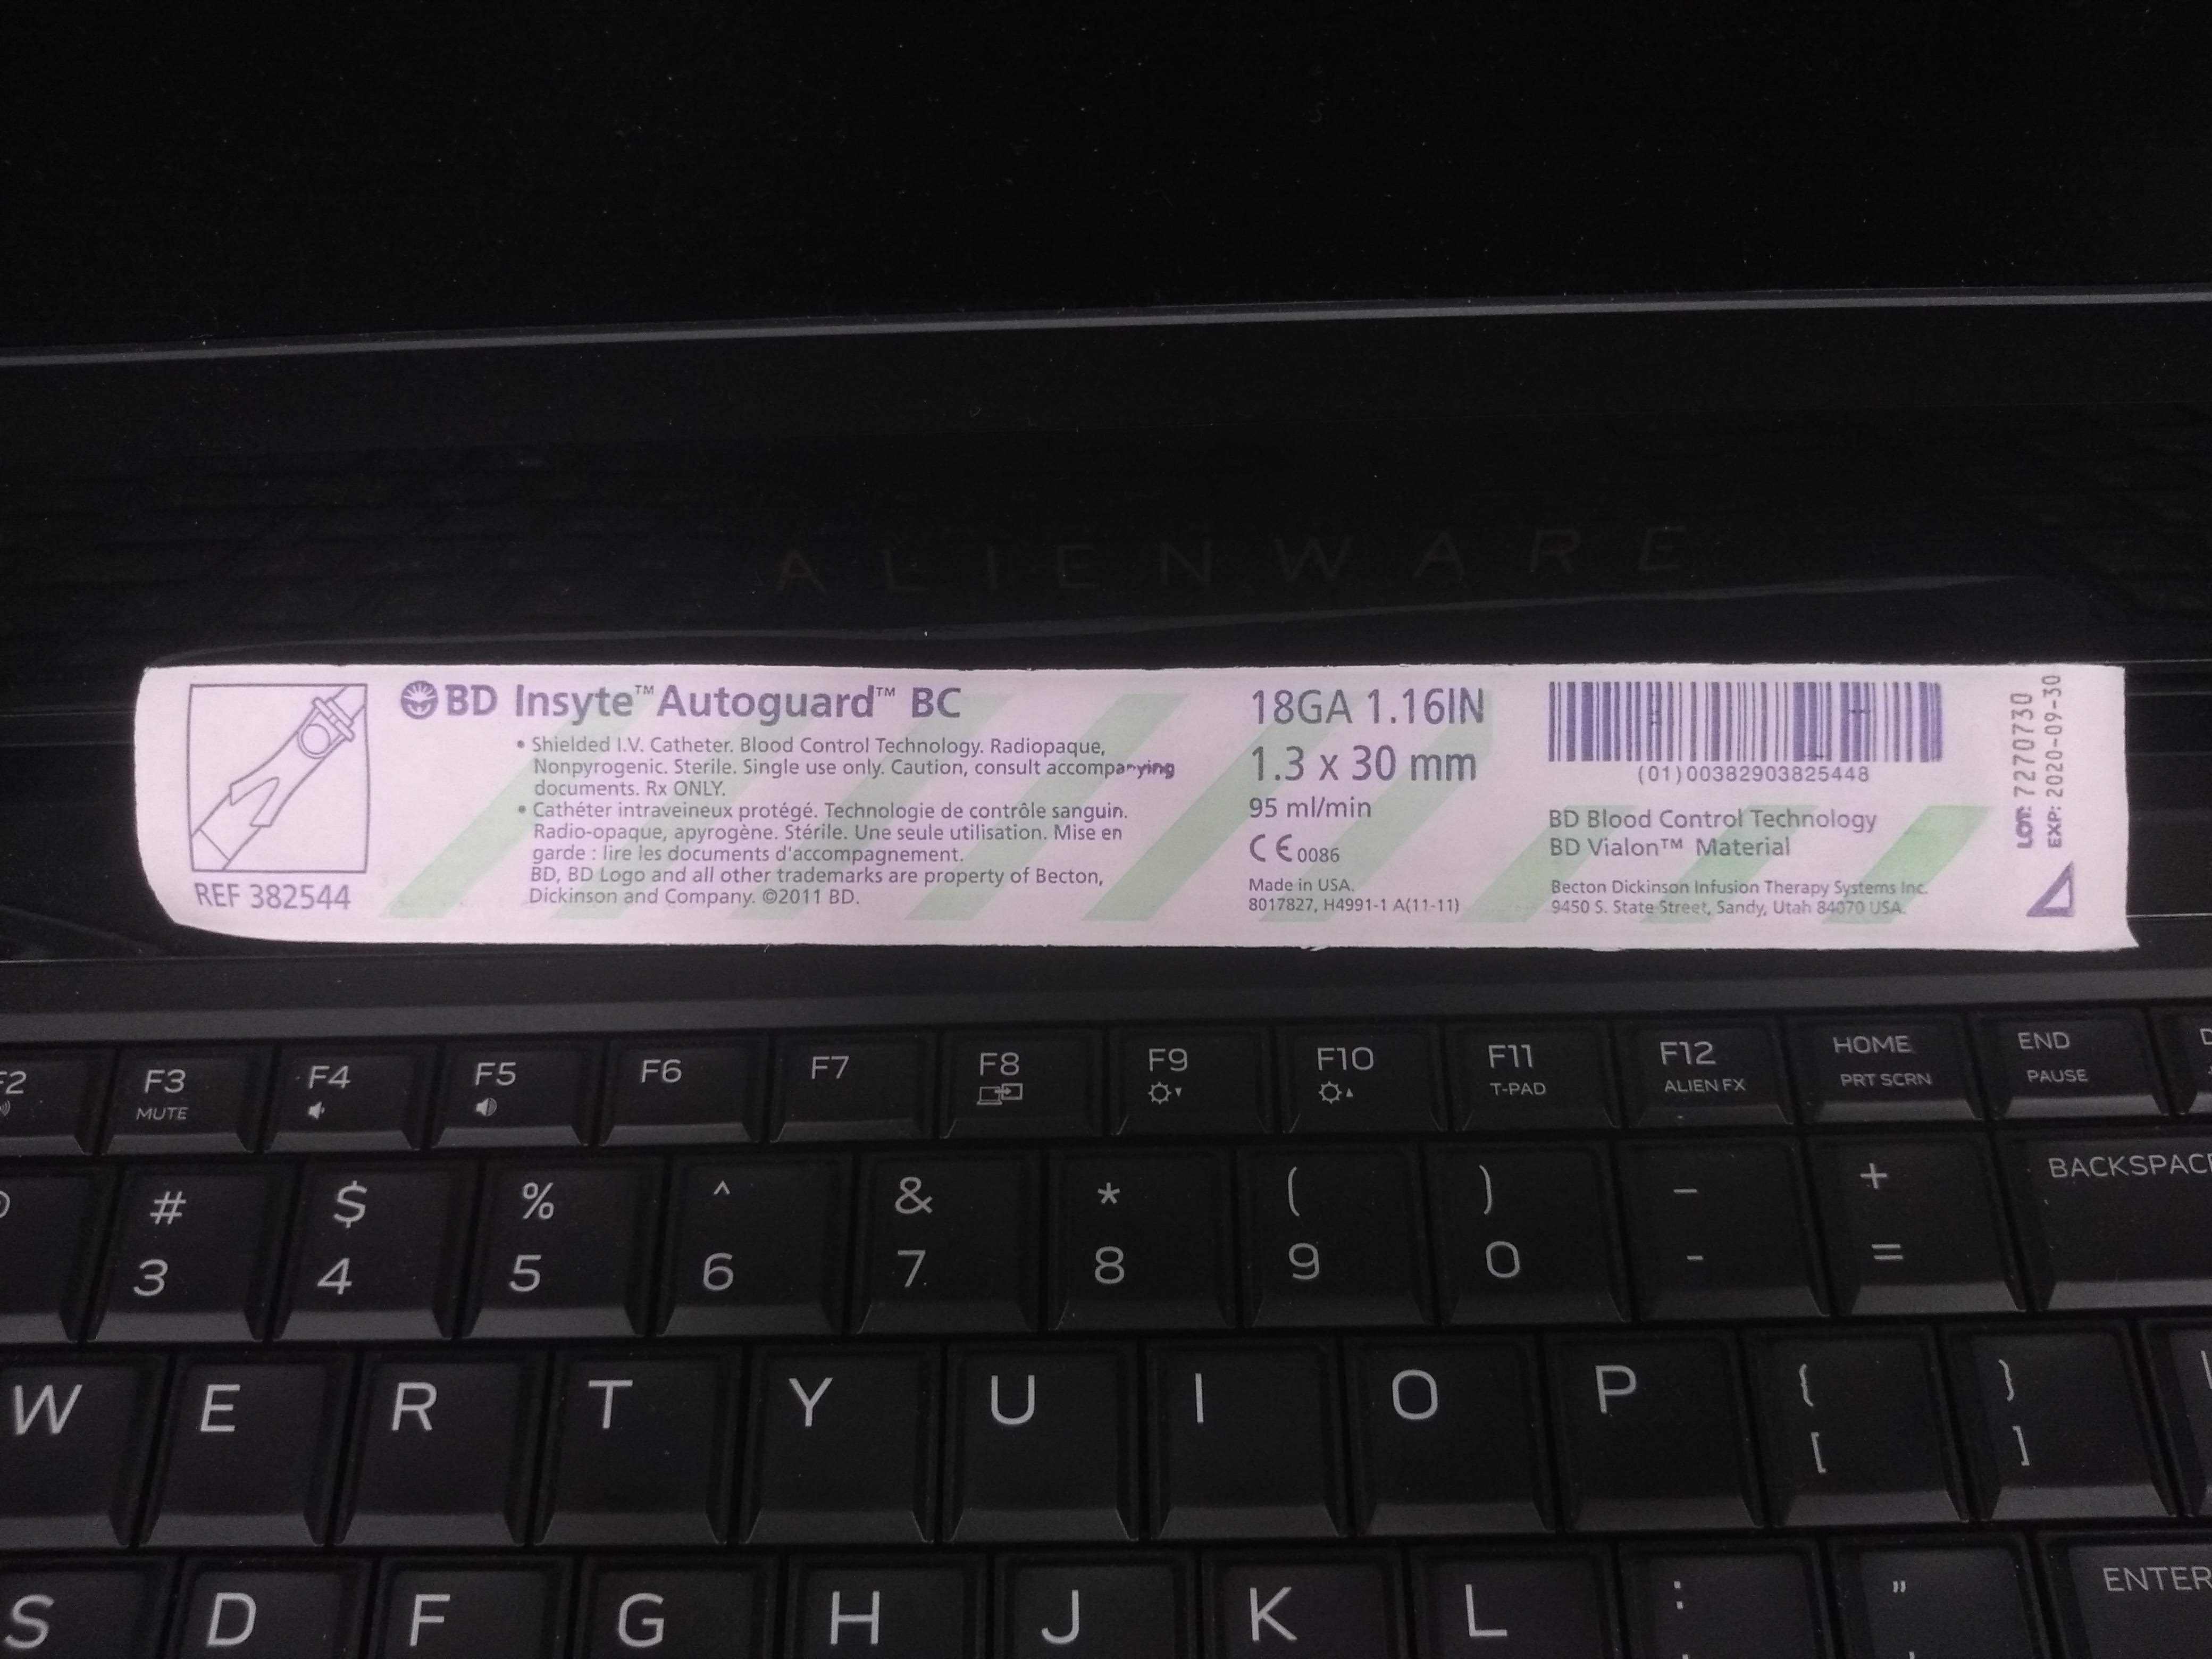 ALIENWARE
BD Insyte™ Autoguard™ BC
• Shielded I.V. Catheter. Blood Control Technology. Radiopaque,
Nonpyrogenic. Sterile. Single use only. Caution, consult accompanying
documents. Rx ONLY.
• Cathéter intraveineux protégé. Technologie de contrôle sanguin.
Radio-opaque, apyrogène. Stérile. Une seule utilisation. Mise en
garde : lire les documents d'accompagnement.
BD, BD Logo and all other trademarks are property of Becton,
Dickinson and Company. ©2011 BD.
REF 382544
18GA 1.16IN
1.3 x 30 mm
95 ml/min
CE 0086
Made in USA.
8017827, H4991-1 A(11-11)
(01)00382903825448
BD Blood Control Technology
BD Vialon™ Material
Becton Dickinson Infusion Therapy Systems Inc.
9450 S. State Street, Sandy, Utah 84070 USA.
LOT: 7270730
EXP: 2020-09-30
F2 F3 F4 F5 F6 F7 F8 F9 F10 F11 F12 HOME END
MUTE T-PAD ALIEN FX PRT SCRN PAUSE
# $ % ^ & * ( ) _ + BACKSPACE
3 4 5 6 7 8 9 0 - =
W E R T Y U I O P { }
[ ]
S D F G H J K L : " ENTER